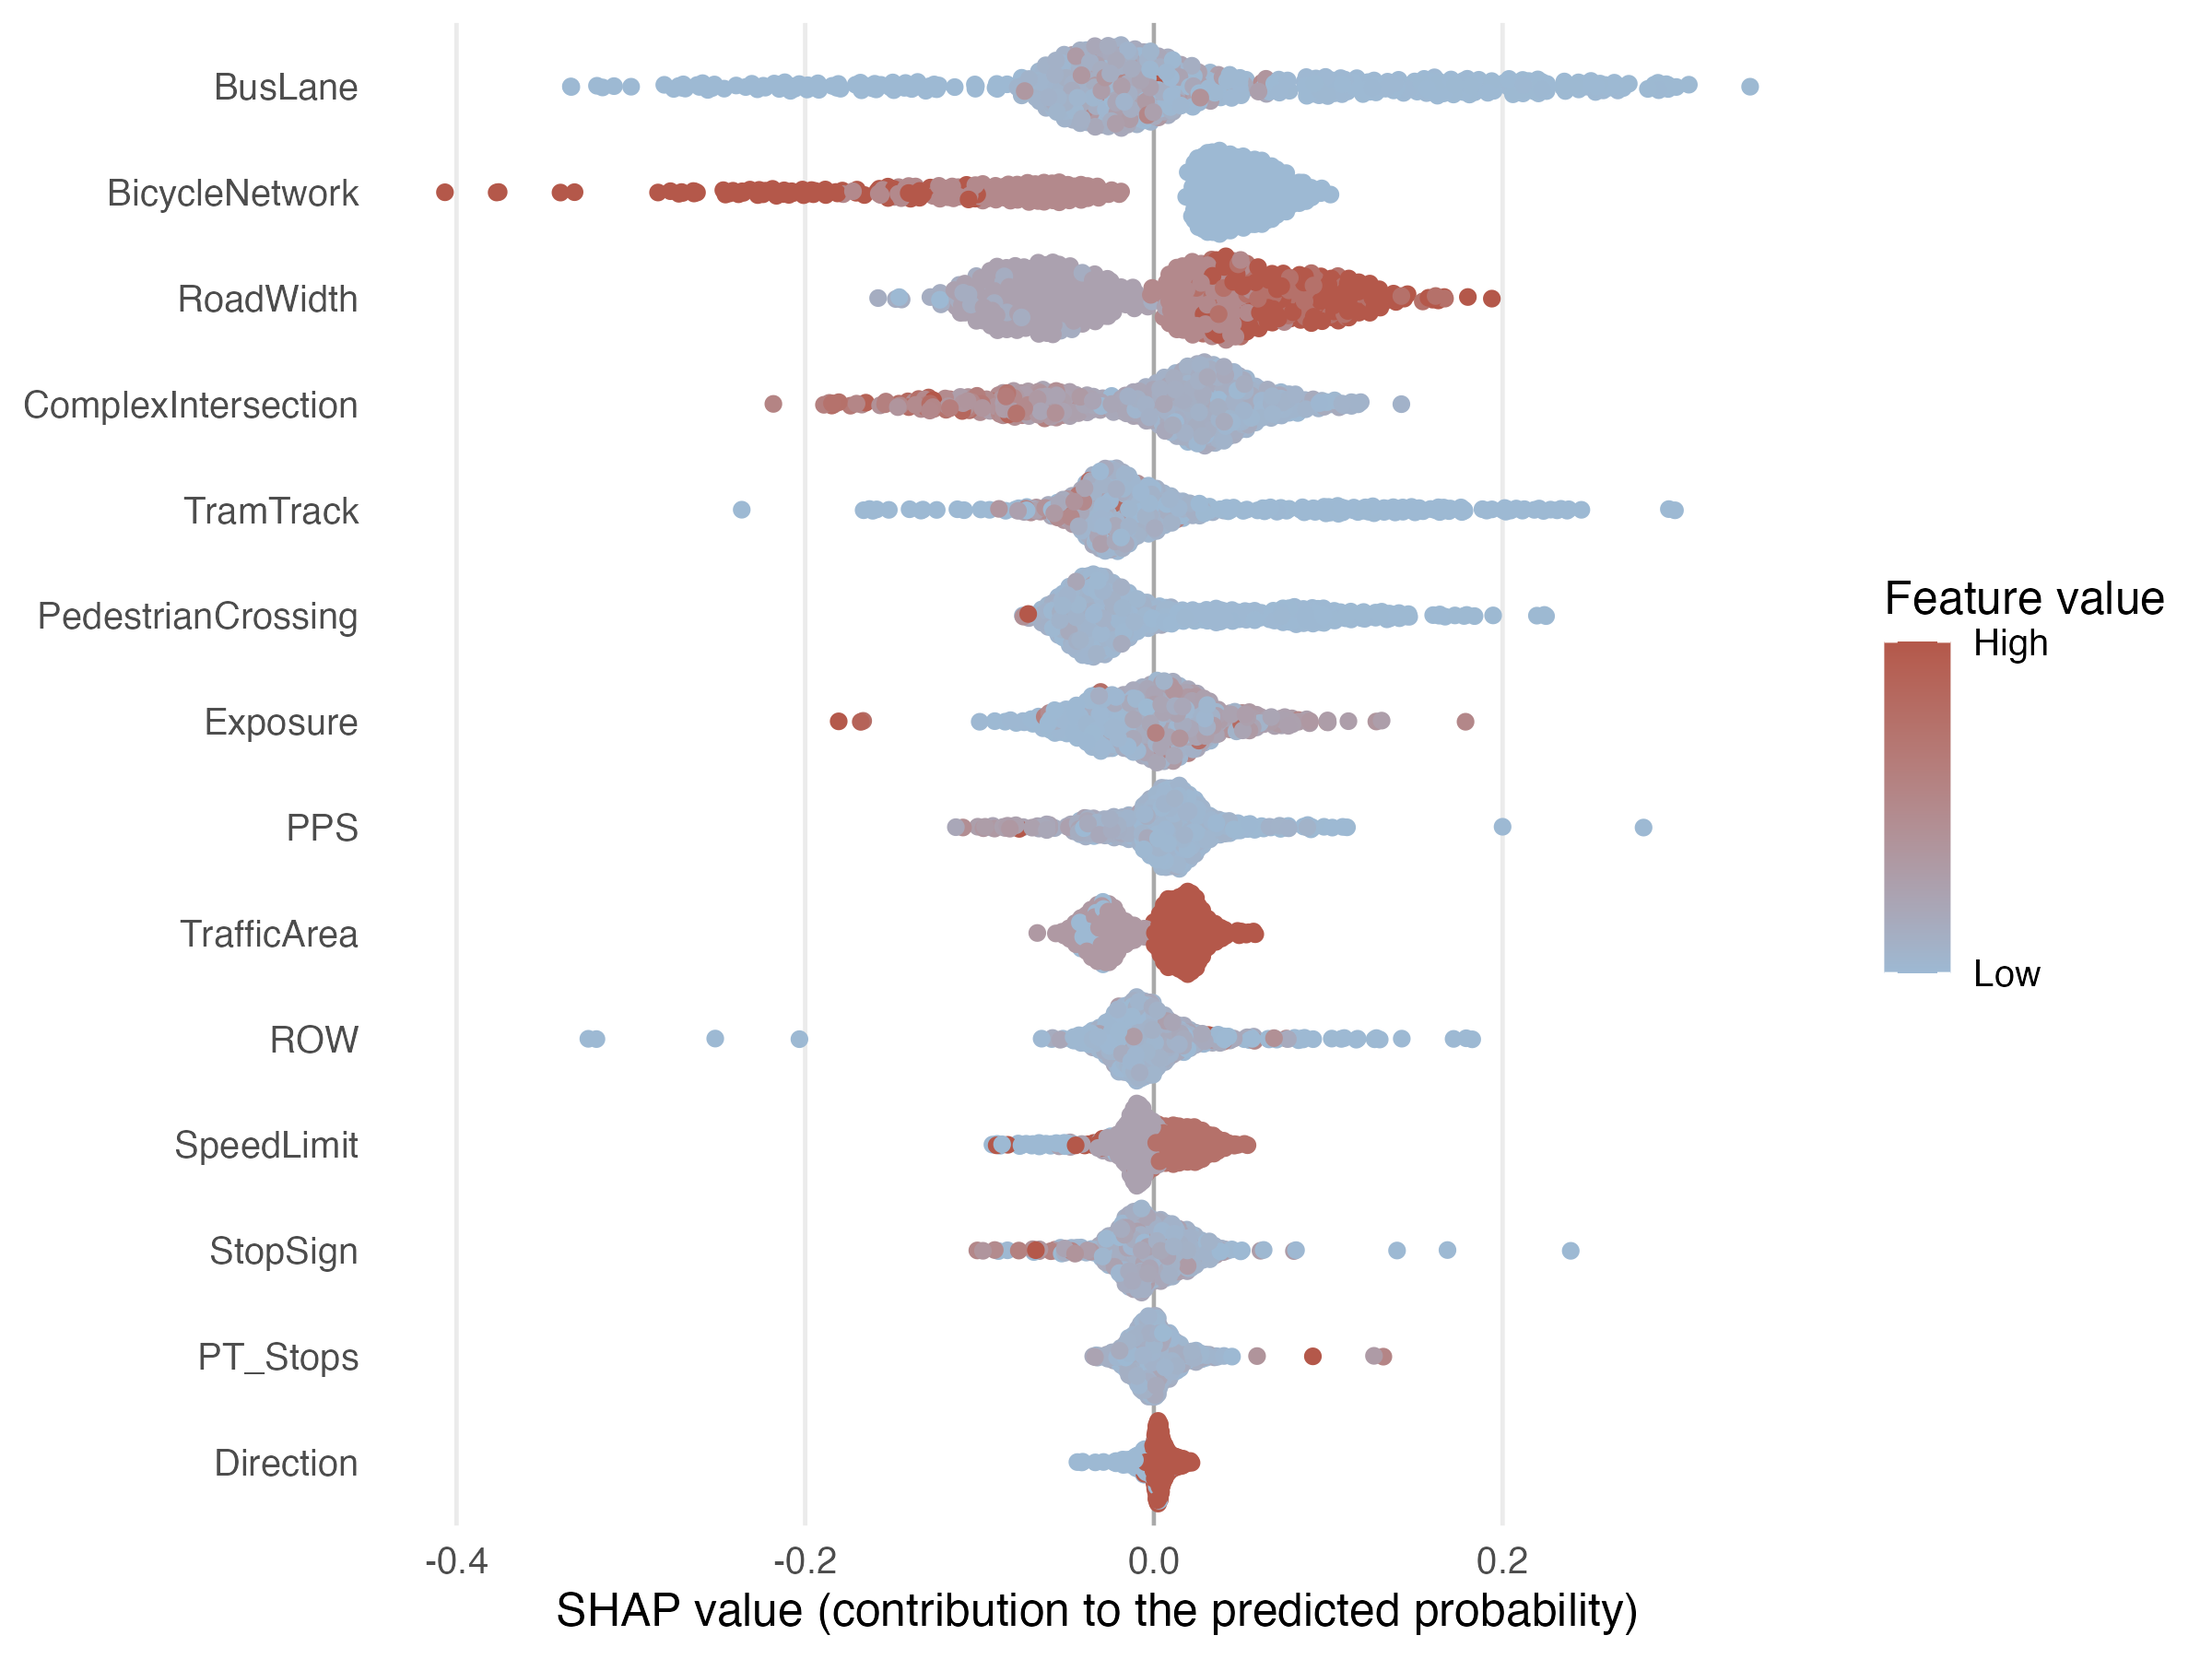 BusLane
BicycleNetwork
RoadWidth
ComplexIntersection
TramTrack
PedestrianCrossing
Exposure
PPS
TrafficArea
ROW
SpeedLimit
StopSign
PT_Stops
Direction
-0.4 -0.2 0.0 0.2
SHAP value (contribution to the predicted probability)
Feature value
High
Low